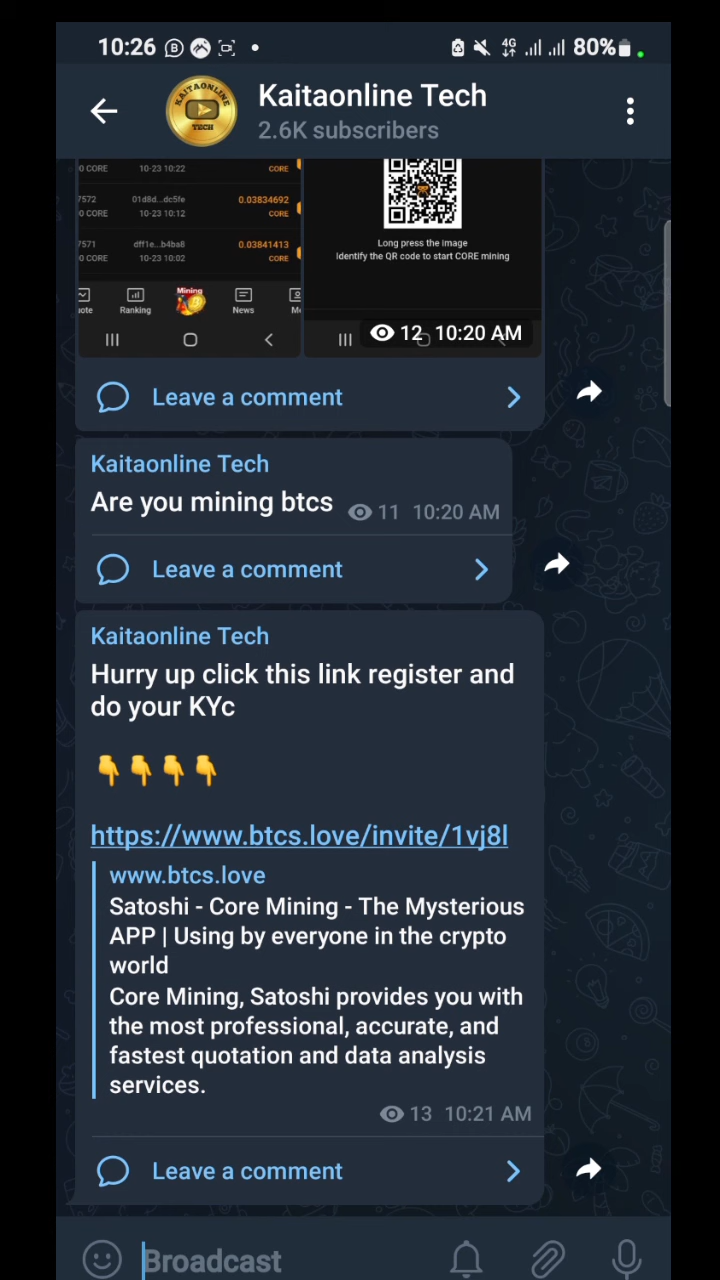 10:26
4G
80%
KAITAONLINE
TECH
Kaitaonline Tech
2.6K subscribers
0 CORE 10-23 10:22 CORE
7572 01d8d...dc5fe 0.03834692
0 CORE 10-23 10:12 CORE
7571 dff1e...b4ba8 0.03841413
0 CORE 10-23 10:02 CORE
Mining
Ranking News
Long press the image
Identify the QR code to start CORE mining
12 10:20 AM
Leave a comment
Kaitaonline Tech
Are you mining btcs 11 10:20 AM
Leave a comment
Kaitaonline Tech
Hurry up click this link register and
do your KYc
👇👇👇👇
https://www.btcs.love/invite/1vj8l
www.btcs.love
Satoshi - Core Mining - The Mysterious
APP | Using by everyone in the crypto
world
Core Mining, Satoshi provides you with
the most professional, accurate, and
fastest quotation and data analysis
services.
13 10:21 AM
Leave a comment
Broadcast